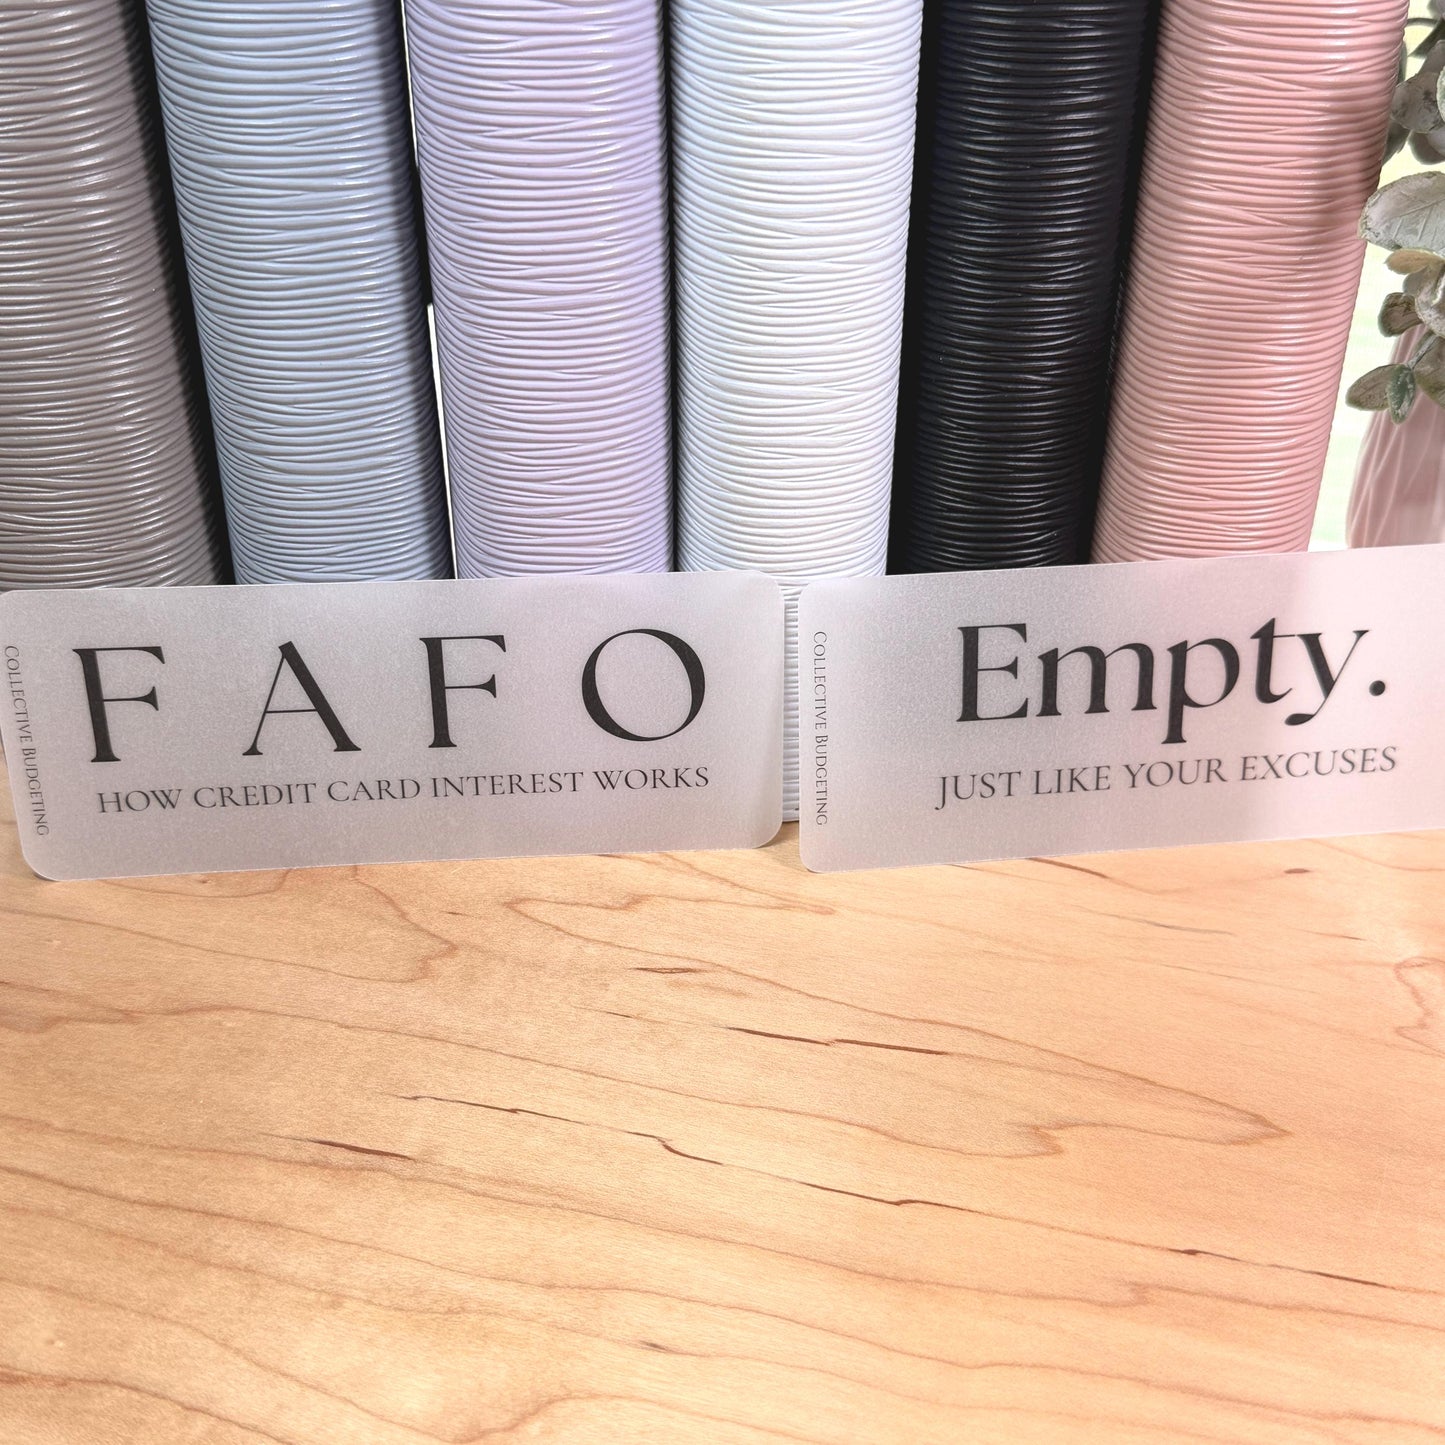 COLLECTIVE BUDGETING
F A F O
HOW CREDIT CARD INTEREST WORKS
COLLECTIVE BUDGETING
Empty.
JUST LIKE YOUR EXCUSES